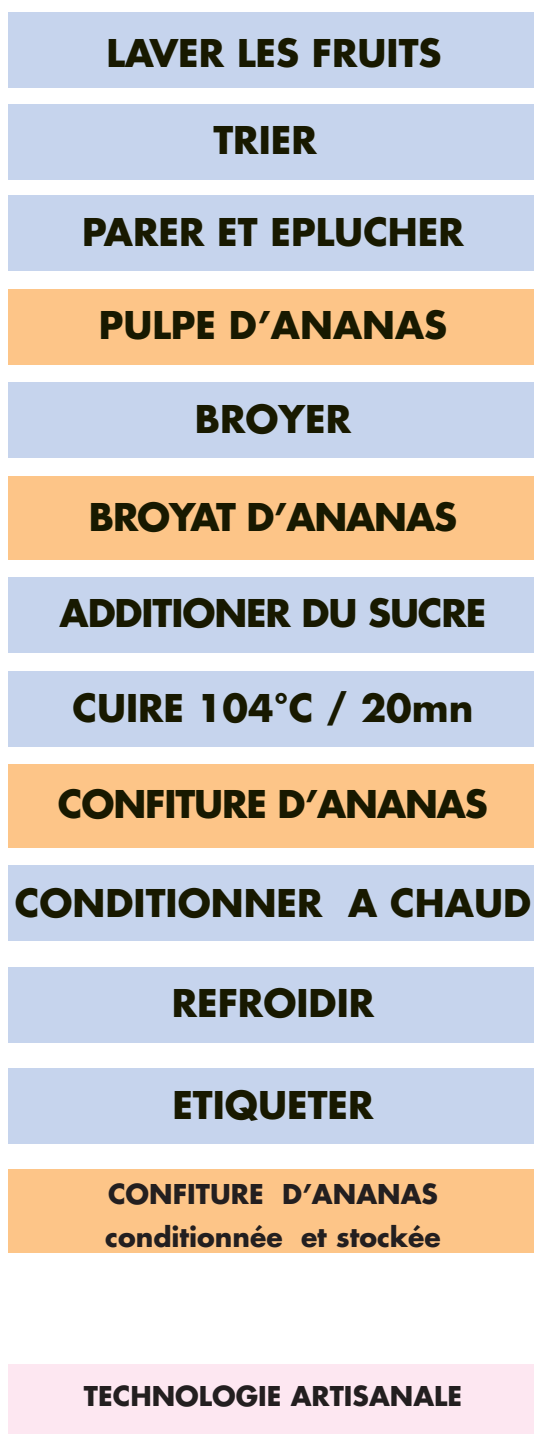 LAVER LES FRUITS
TRIER
PARER ET EPLUCHER
PULPE D’ANANAS
BROYER
BROYAT D’ANANAS
ADDITIONER DU SUCRE
CUIRE 104°C / 20mn
CONFITURE D’ANANAS
CONDITIONNER A CHAUD
REFROIDIR
ETIQUETER
CONFITURE D’ANANAS
conditionnée et stockée
TECHNOLOGIE ARTISANALE